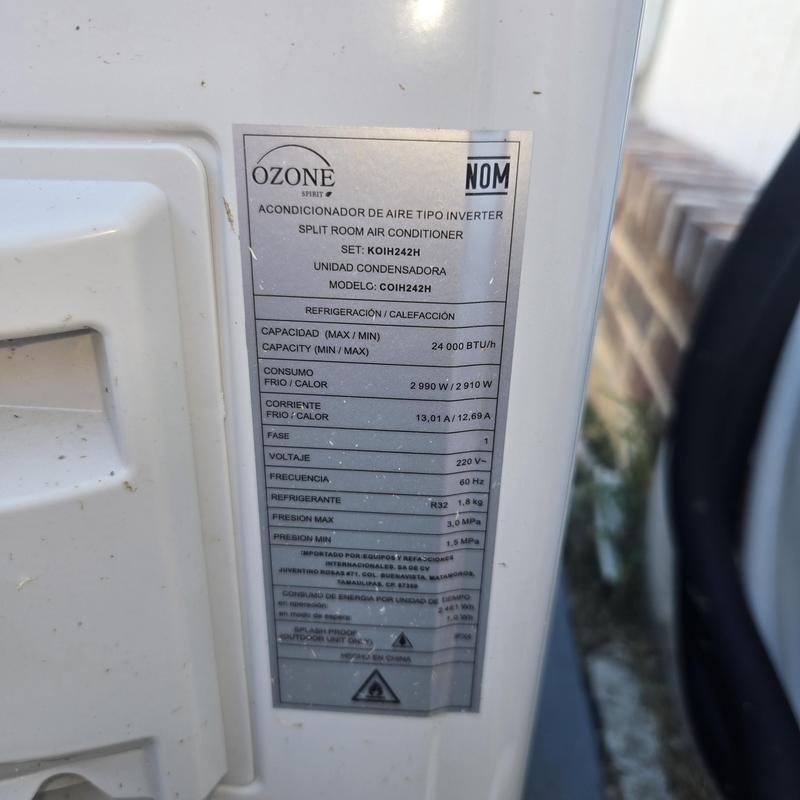 OZONE
SPIRIT
NOM
ACONDICIONADOR DE AIRE TIPO INVERTER
SPLIT ROOM AIR CONDITIONER
SET: KOIH242H
UNIDAD CONDENSADORA
MODELO: COIH242H
REFRIGERACIÓN / CALEFACCIÓN
CAPACIDAD (MAX / MIN)
CAPACITY (MIN / MAX) 24 000 BTU/h
CONSUMO
FRIO / CALOR 2 990 W / 2 910 W
CORRIENTE
FRIO / CALOR 13,01 A / 12,69 A
FASE 1
VOLTAJE 220 V~
FRECUENCIA 60 Hz
REFRIGERANTE R32 1,8 kg
PRESION MAX 3,0 MPa
PRESION MIN 1,5 MPa
IMPORTADO POR: EQUIPOS Y REFACCIONES
INTERNACIONALES, SA DE CV
JUVENTINO ROSAS #71, COL. BUENAVISTA, MATAMOROS,
TAMAULIPAS, CP.
CONSUMO DE ENERGIA POR UNIDAD DE TIEMPO
en operación: 2 461 Wh
en modo de espera: 1,0 Wh
SPLASH PROOF
(OUTDOOR UNIT ONLY) IPX4
HECHO EN CHINA